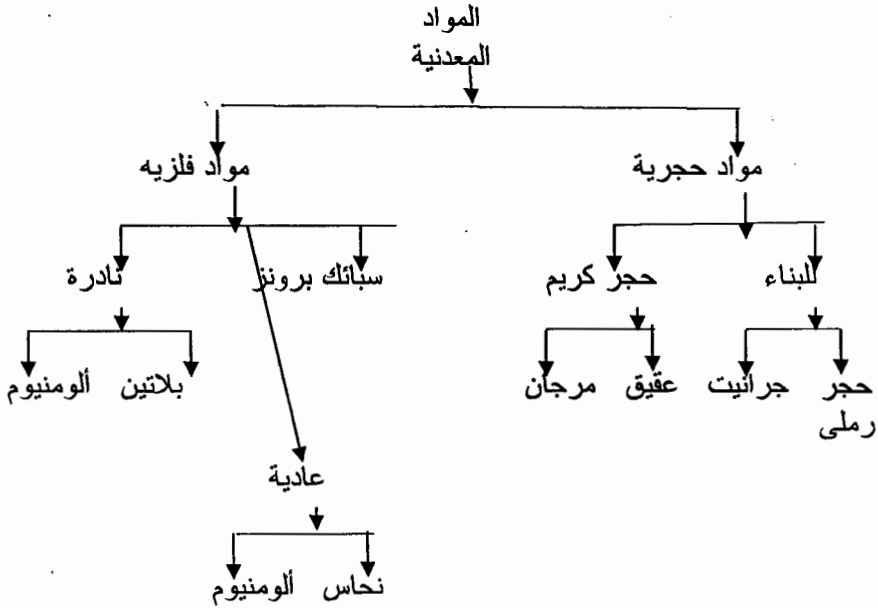 المواد
المعدنية
مواد حجرية
مواد فلزيه
للبناء
حجر كريم
سبائك برونز
نادرة
حجر
رملى
جرانيت
عقيق
مرجان
بلاتين
ألومنيوم
عادية
نحاس
ألومنيوم